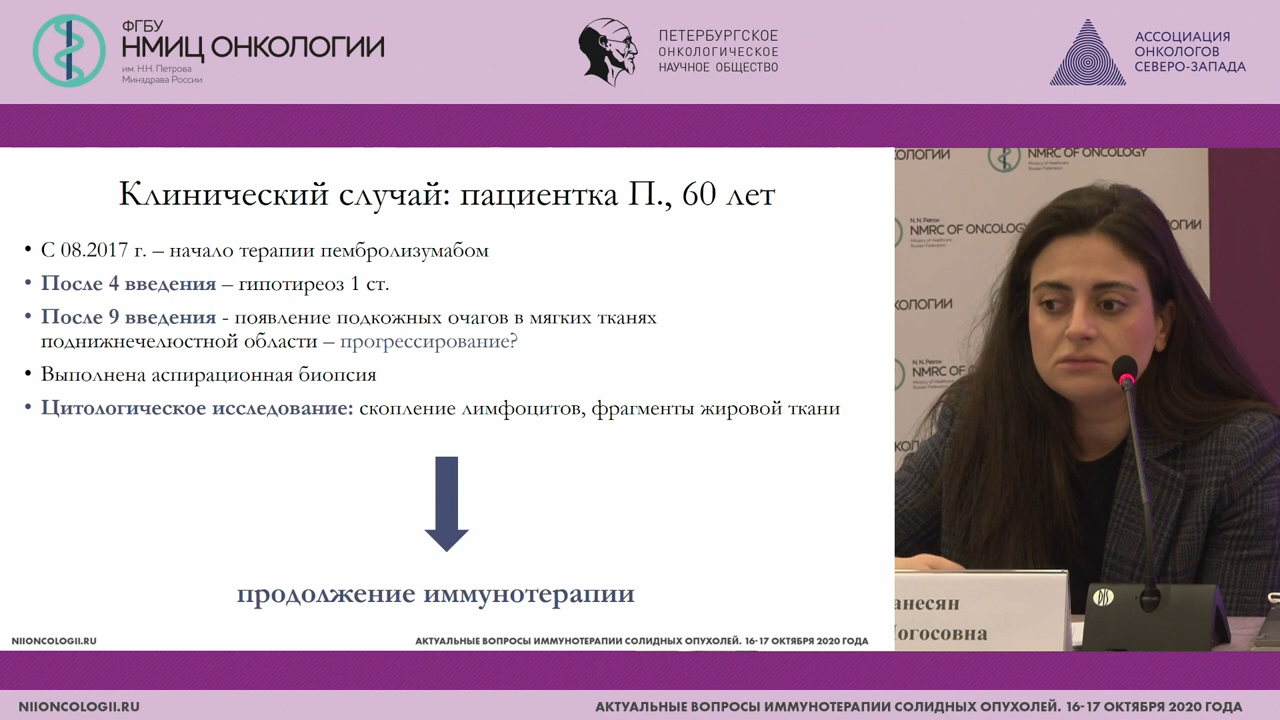 ФГБУ
НМИЦ ОНКОЛОГИИ
им. Н.Н. Петрова
Минздрава России
ПЕТЕРБУРГСКОЕ
ОНКОЛОГИЧЕСКОЕ
НАУЧНОЕ ОБЩЕСТВО
АССОЦИАЦИЯ
ОНКОЛОГОВ
СЕВЕРО-ЗАПАДА
Клинический случай: пациентка П., 60 лет
• С 08.2017 г. – начало терапии пембролизумабом
• После 4 введения – гипотиреоз 1 ст.
• После 9 введения - появление подкожных очагов в мягких тканях
поднижнечелюстной области – прогрессирование?
• Выполнена аспирационная биопсия
• Цитологическое исследование: скопление лимфоцитов, фрагменты жировой ткани
продолжение иммунотерапии
NIIONCOLOGII.RU
АКТУАЛЬНЫЕ ВОПРОСЫ ИММУНОТЕРАПИИ СОЛИДНЫХ ОПУХОЛЕЙ. 16-17 ОКТЯБРЯ 2020 ГОДА
NMRC OF ONCOLOGY
N. N. Petrov
NMRC OF ONCOLOGY
N. N. Petrov
NMRC OF
анесян
огосовна
NIIONCOLOGII.RU
АКТУАЛЬНЫЕ ВОПРОСЫ ИММУНОТЕРАПИИ СОЛИДНЫХ ОПУХОЛЕЙ. 16-17 ОКТЯБРЯ 2020 ГОДА